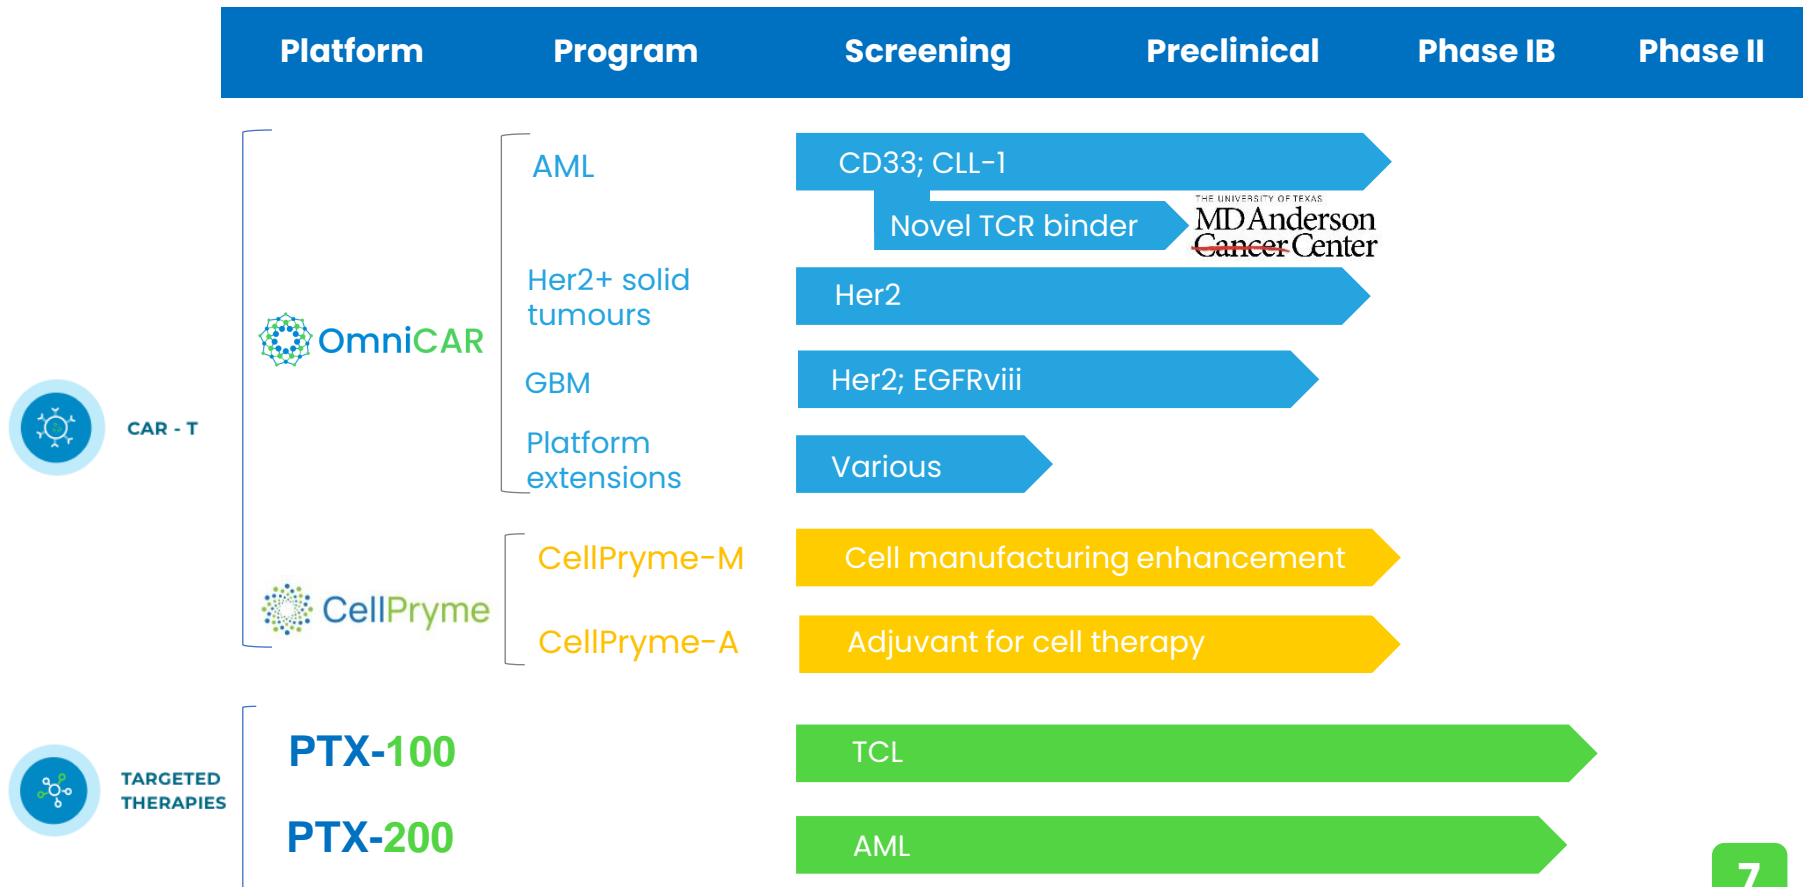 Platform Program Screening Preclinical Phase IB Phase II
AML
CD33; CLL-1
Novel TCR binder
THE UNIVERSITY OF TEXAS
MD Anderson
Cancer Center
Her2+ solid
tumours
Her2
OmniCAR
GBM
Her2; EGFRviii
CAR - T
Platform
extensions
Various
CellPryme-M
Cell manufacturing enhancement
CellPryme
CellPryme-A
Adjuvant for cell therapy
TARGETED
THERAPIES
PTX-100
TCL
PTX-200
AML
7